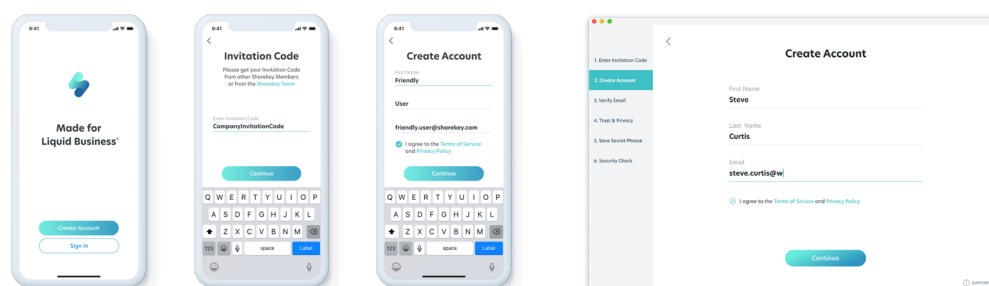 9:41
Made for
Liquid Business®
Create Account
Sign In
9:41
Invitation Code
Please get your Invitation Code
from other Sharekey Members
or from the Sharekey Team
Enter Invitation Code
CompanyInvitationCode
Continue
Q W E R T Y U I O P
A S D F G H J K L
Z X C V B N M
123 space Label
9:41
Create Account
First Name
Friendly
User
friendly.user@sharekey.com
I agree to the Terms of Service
and Privacy Policy
Continue
Q W E R T Y U I O P
A S D F G H J K L
Z X C V B N M
123 space Label
1. Enter Invitation Code
2. Create Account
3. Verify Email
4. Trust & Privacy
5. Save Secret Phrase
6. Security Check
Create Account
First Name
Steve
Last Name
Curtis
Email
steve.curtis@w
I agree to the Terms of Service and Privacy Policy
Continue
SUPPORT